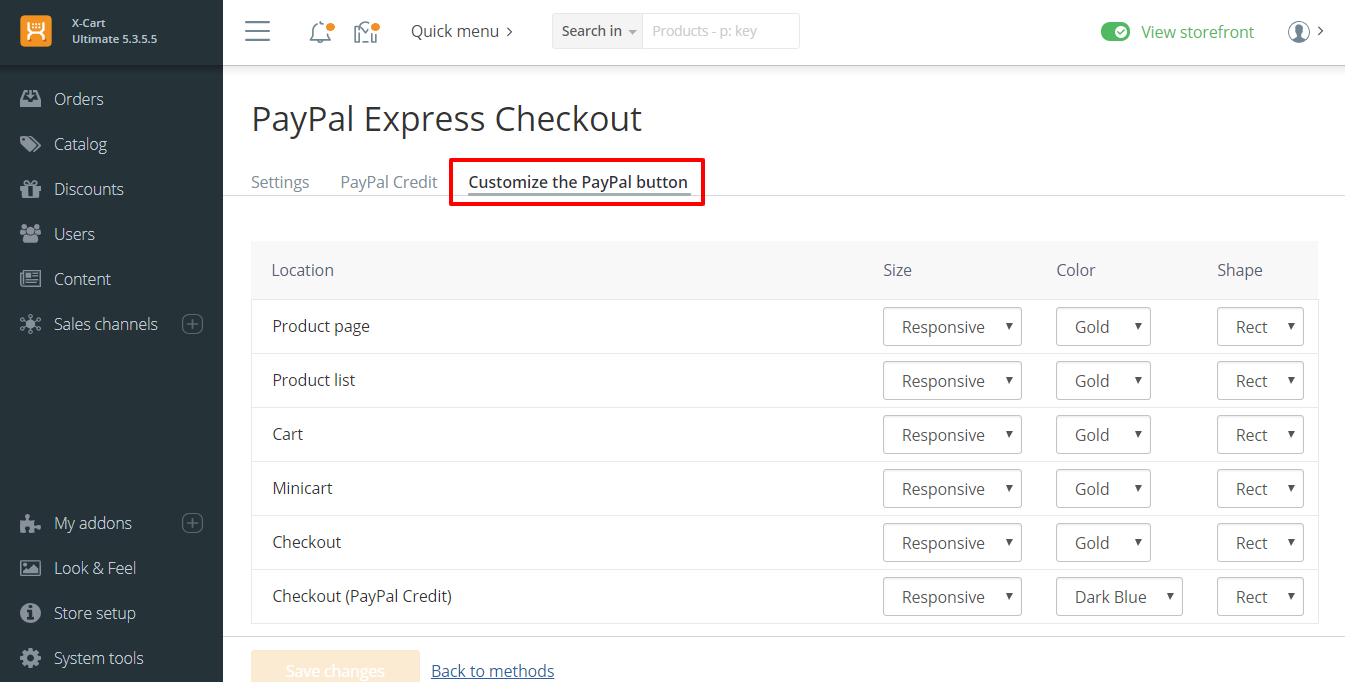 X-Cart
Ultimate 5.3.5.5
Quick menu
Search in
Products - p: key
View storefront
Orders
Catalog
Discounts
Users
Content
Sales channels
My addons
Look & Feel
Store setup
System tools
PayPal Express Checkout
Settings PayPal Credit Customize the PayPal button
Location Size Color Shape
Product page Responsive Gold Rect
Product list Responsive Gold Rect
Cart Responsive Gold Rect
Minicart Responsive Gold Rect
Checkout Responsive Gold Rect
Checkout (PayPal Credit) Responsive Dark Blue Rect
Save changes Back to methods